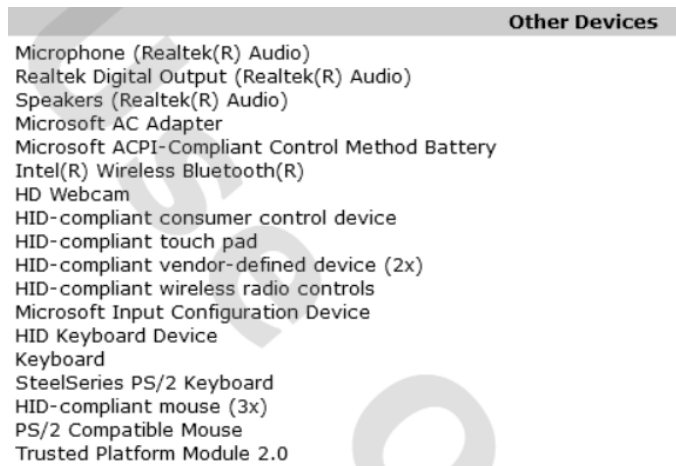 Other Devices
Microphone (Realtek(R) Audio)
Realtek Digital Output (Realtek(R) Audio)
Speakers (Realtek(R) Audio)
Microsoft AC Adapter
Microsoft ACPI-Compliant Control Method Battery
Intel(R) Wireless Bluetooth(R)
HD Webcam
HID-compliant consumer control device
HID-compliant touch pad
HID-compliant vendor-defined device (2x)
HID-compliant wireless radio controls
Microsoft Input Configuration Device
HID Keyboard Device
Keyboard
SteelSeries PS/2 Keyboard
HID-compliant mouse (3x)
PS/2 Compatible Mouse
Trusted Platform Module 2.0